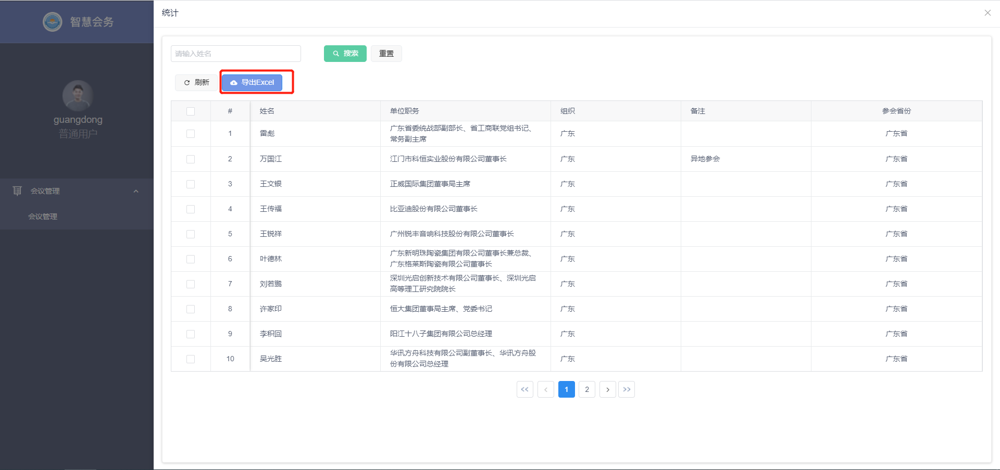 智慧会务
统计
请输入姓名
搜索
重置
刷新
导出Excel
guangdong
普通用户
会议管理
会议管理
# 姓名 单位职务 组织 备注 参会省份
1 雷彪 广东省委统战部副部长、省工商联党组书记、
常务副主席 广东 广东省
2 万国江 江门市科恒实业股份有限公司董事长 广东 异地参会 广东省
3 王文银 正威国际集团董事局主席 广东 广东省
4 王传福 比亚迪股份有限公司董事长 广东 广东省
5 王锐祥 广州锐丰音响科技股份有限公司董事长 广东 广东省
6 叶德林 广东新明珠陶瓷集团有限公司董事长兼总裁、
广东格莱斯陶瓷有限公司董事长 广东 广东省
7 刘若鹏 深圳光启创新技术有限公司董事长、深圳光启
高等理工研究院院长 广东 广东省
8 许家印 恒大集团董事局主席、党委书记 广东 广东省
9 李积回 阳江十八子集团有限公司总经理 广东 广东省
10 吴光胜 华讯方舟科技有限公司副董事长、华讯方舟股
份有限公司总经理 广东 广东省
<< < 1 2 > >>